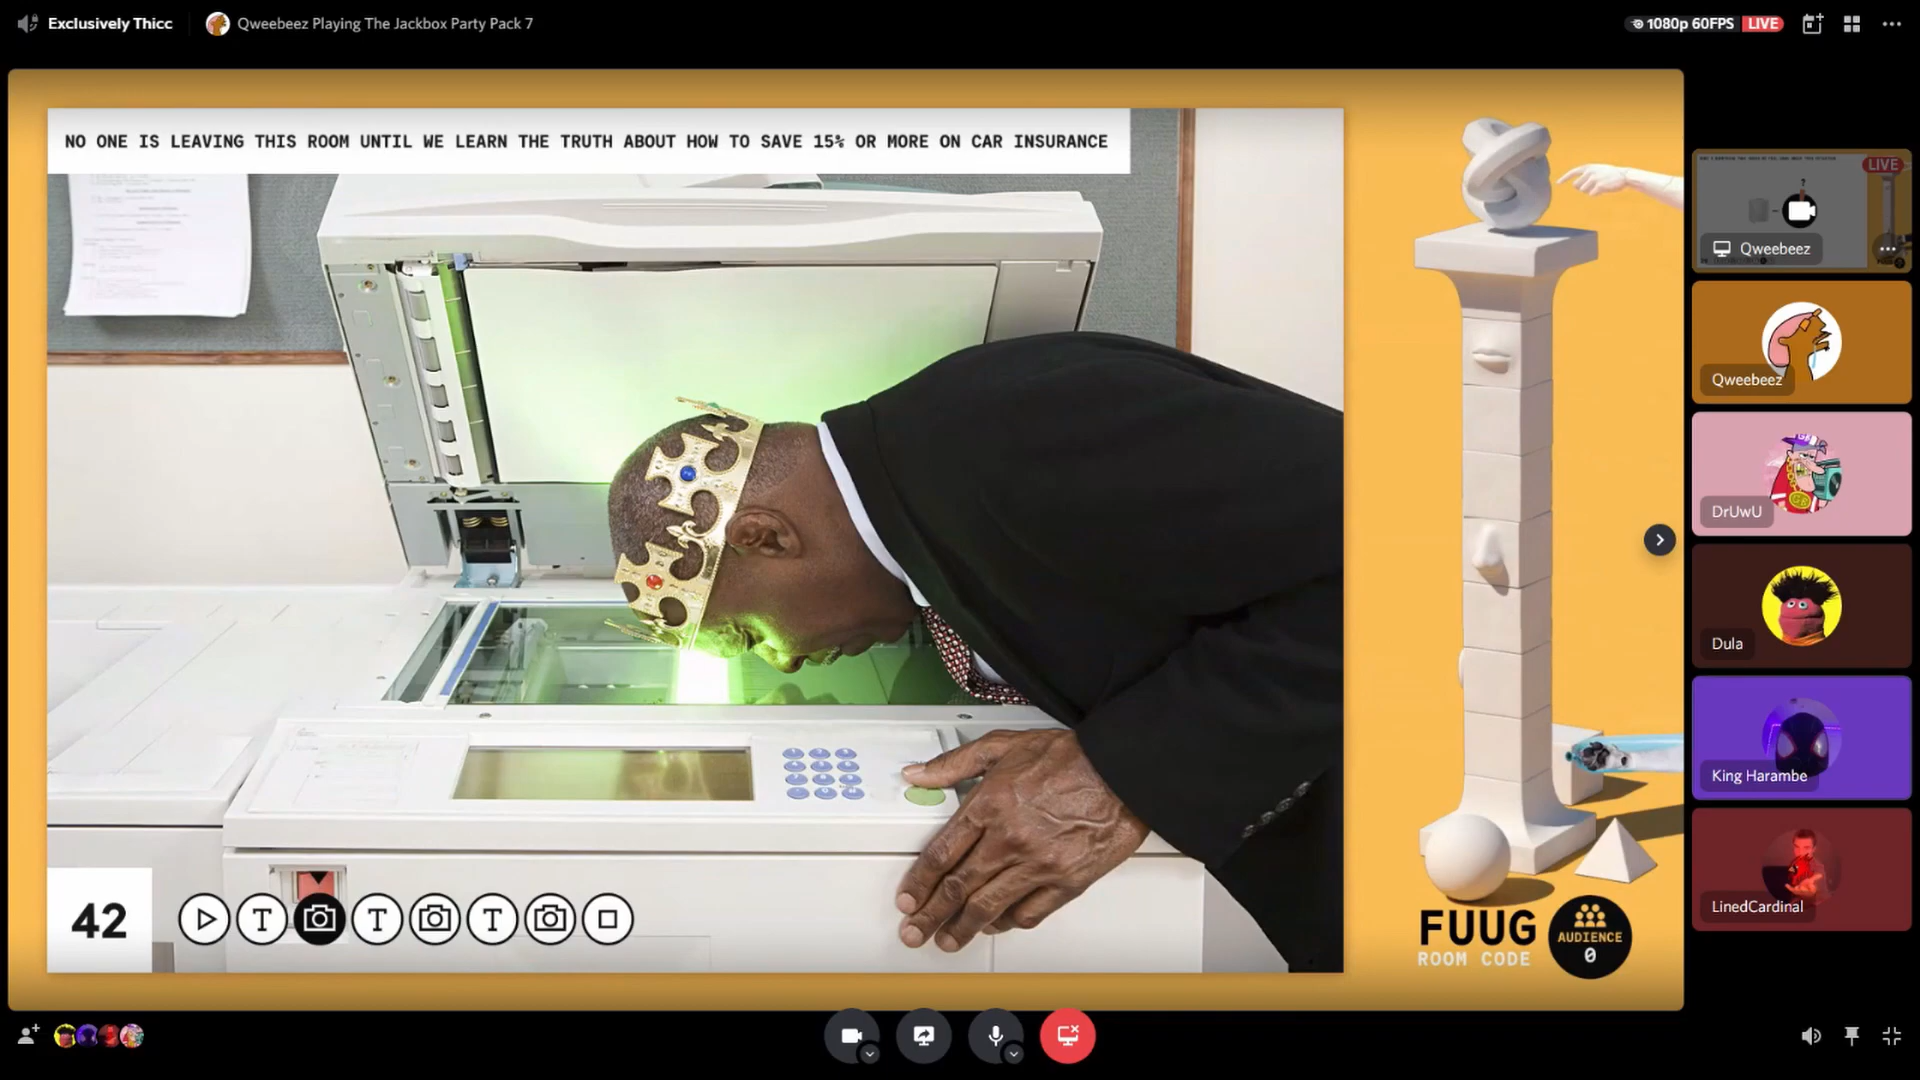 Exclusively Thicc
Qweebeez Playing The Jackbox Party Pack 7
1080p 60FPS LIVE
NO ONE IS LEAVING THIS ROOM UNTIL WE LEARN THE TRUTH ABOUT HOW TO SAVE 15% OR MORE ON CAR INSURANCE
LIVE
Qweebeez
Qweebeez
DrUwU
Dula
King Harambe
LinedCardinal
42
T
T
T
FUUG
ROOM CODE
AUDIENCE
0